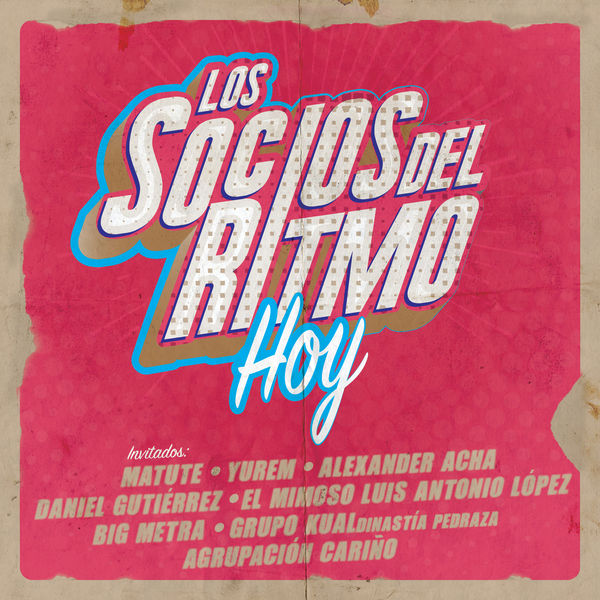 LOS
SOCIOS DEL
RITMO
Hoy
Invitados:
MATUTE • YUREM • ALEXANDER ACHA
DANIEL GUTIÉRREZ • EL MIMOSO LUIS ANTONIO LÓPEZ
BIG METRA • GRUPO KUAL DINASTÍA PEDRAZA
AGRUPACIÓN CARIÑO